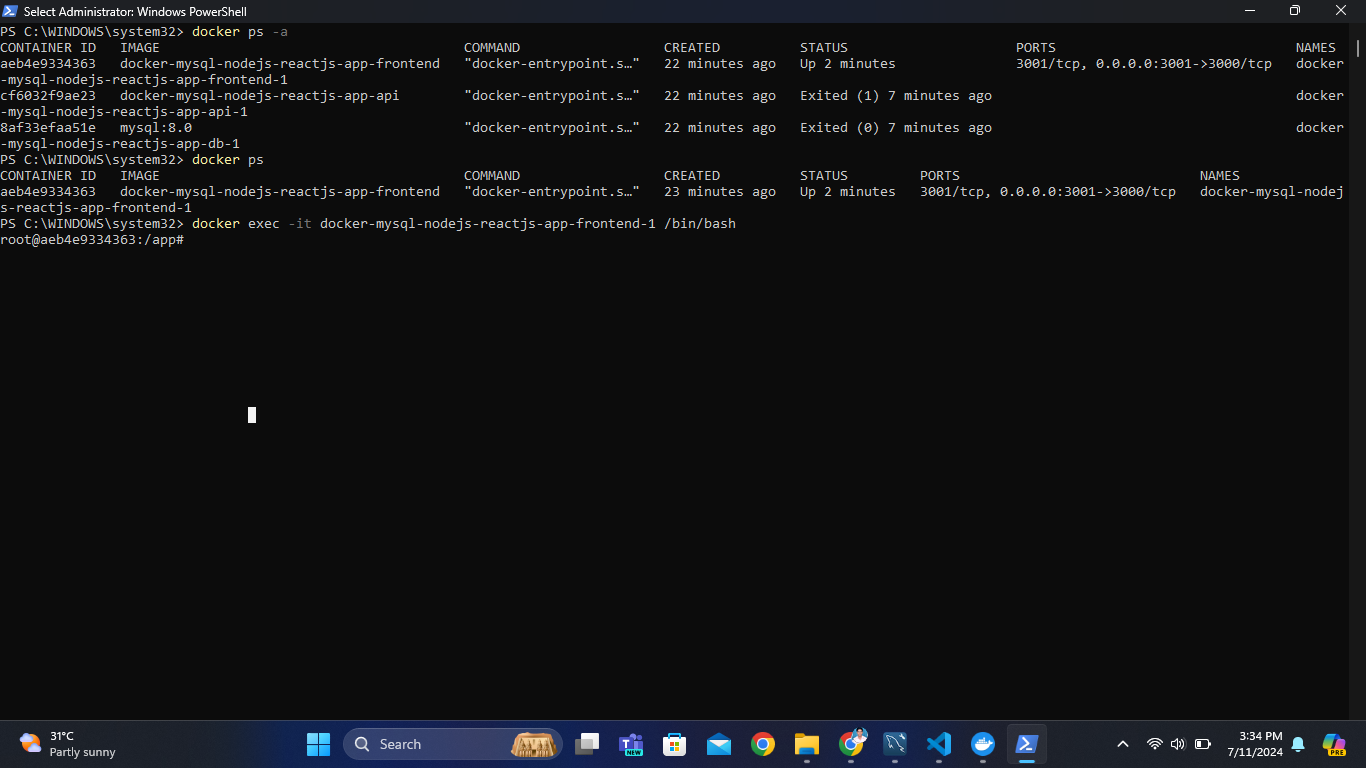 Select Administrator: Windows PowerShell
PS C:\WINDOWS\system32> docker ps -a
CONTAINER ID   IMAGE                                      COMMAND                  CREATED          STATUS                     PORTS                              NAMES
aeb4e9334363   docker-mysql-nodejs-reactjs-app-frontend   "docker-entrypoint.s…"   22 minutes ago   Up 2 minutes               3001/tcp, 0.0.0.0:3001->3000/tcp   docker
-mysql-nodejs-reactjs-app-frontend-1
cf6032f9ae23   docker-mysql-nodejs-reactjs-app-api        "docker-entrypoint.s…"   22 minutes ago   Exited (1) 7 minutes ago                                      docker
-mysql-nodejs-reactjs-app-api-1
8af33efaa51e   mysql:8.0                                  "docker-entrypoint.s…"   22 minutes ago   Exited (0) 7 minutes ago                                      docker
-mysql-nodejs-reactjs-app-db-1
PS C:\WINDOWS\system32> docker ps
CONTAINER ID   IMAGE                                      COMMAND                  CREATED          STATUS         PORTS                              NAMES
aeb4e9334363   docker-mysql-nodejs-reactjs-app-frontend   "docker-entrypoint.s…"   23 minutes ago   Up 2 minutes   3001/tcp, 0.0.0.0:3001->3000/tcp   docker-mysql-nodej
s-reactjs-app-frontend-1
PS C:\WINDOWS\system32> docker exec -it docker-mysql-nodejs-reactjs-app-frontend-1 /bin/bash
root@aeb4e9334363:/app#
31°C
Partly sunny
Search
NEW
3:34 PM
7/11/2024
PRE